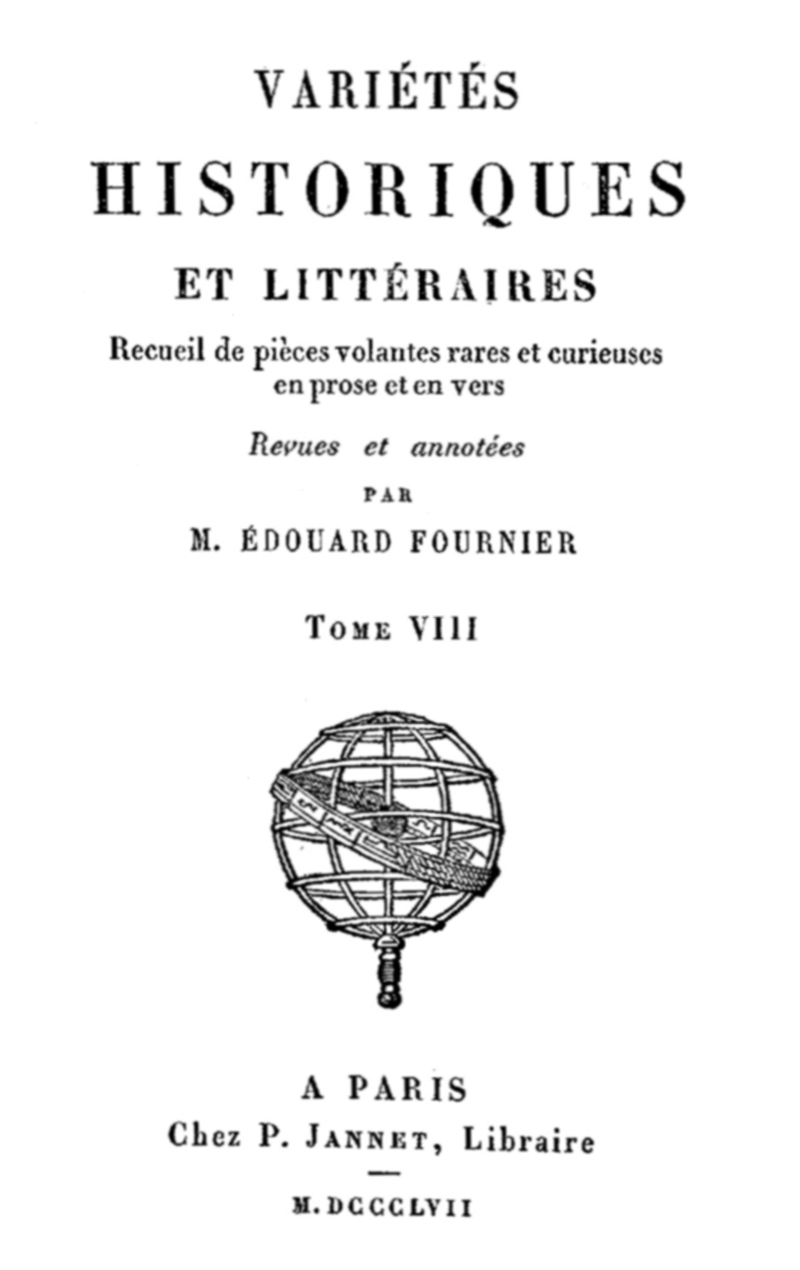 VARIÉTÉS
HISTORIQUES
ET LITTÉRAIRES
Recueil de pièces volantes rares et curieuses
en prose et en vers
Revues et annotées
PAR
M. ÉDOUARD FOURNIER
TOME VIII
A PARIS
Chez P. JANNET, Libraire
M.DCCCLVII